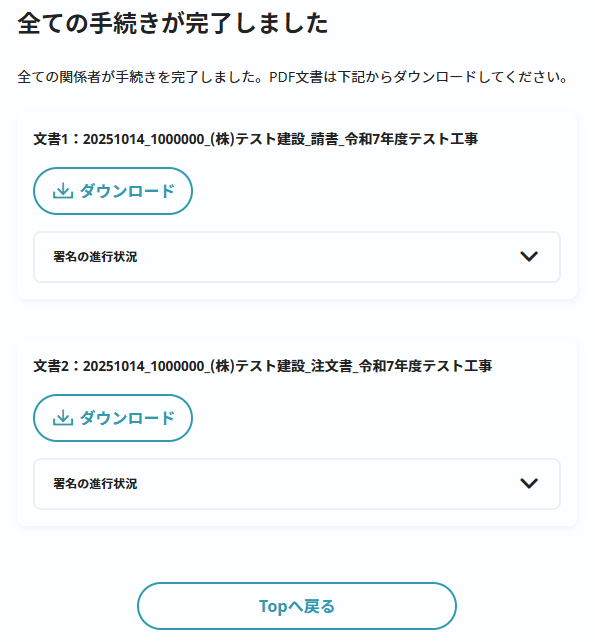 全ての手続きが完了しました
全ての関係者が手続きを完了しました。PDF文書は下記からダウンロードしてください。
文書1：20251014_1000000_(株)テスト建設_請書_令和7年度テスト工事
ダウンロード
署名の進行状況
文書2：20251014_1000000_(株)テスト建設_注文書_令和7年度テスト工事
ダウンロード
署名の進行状況
Topへ戻る